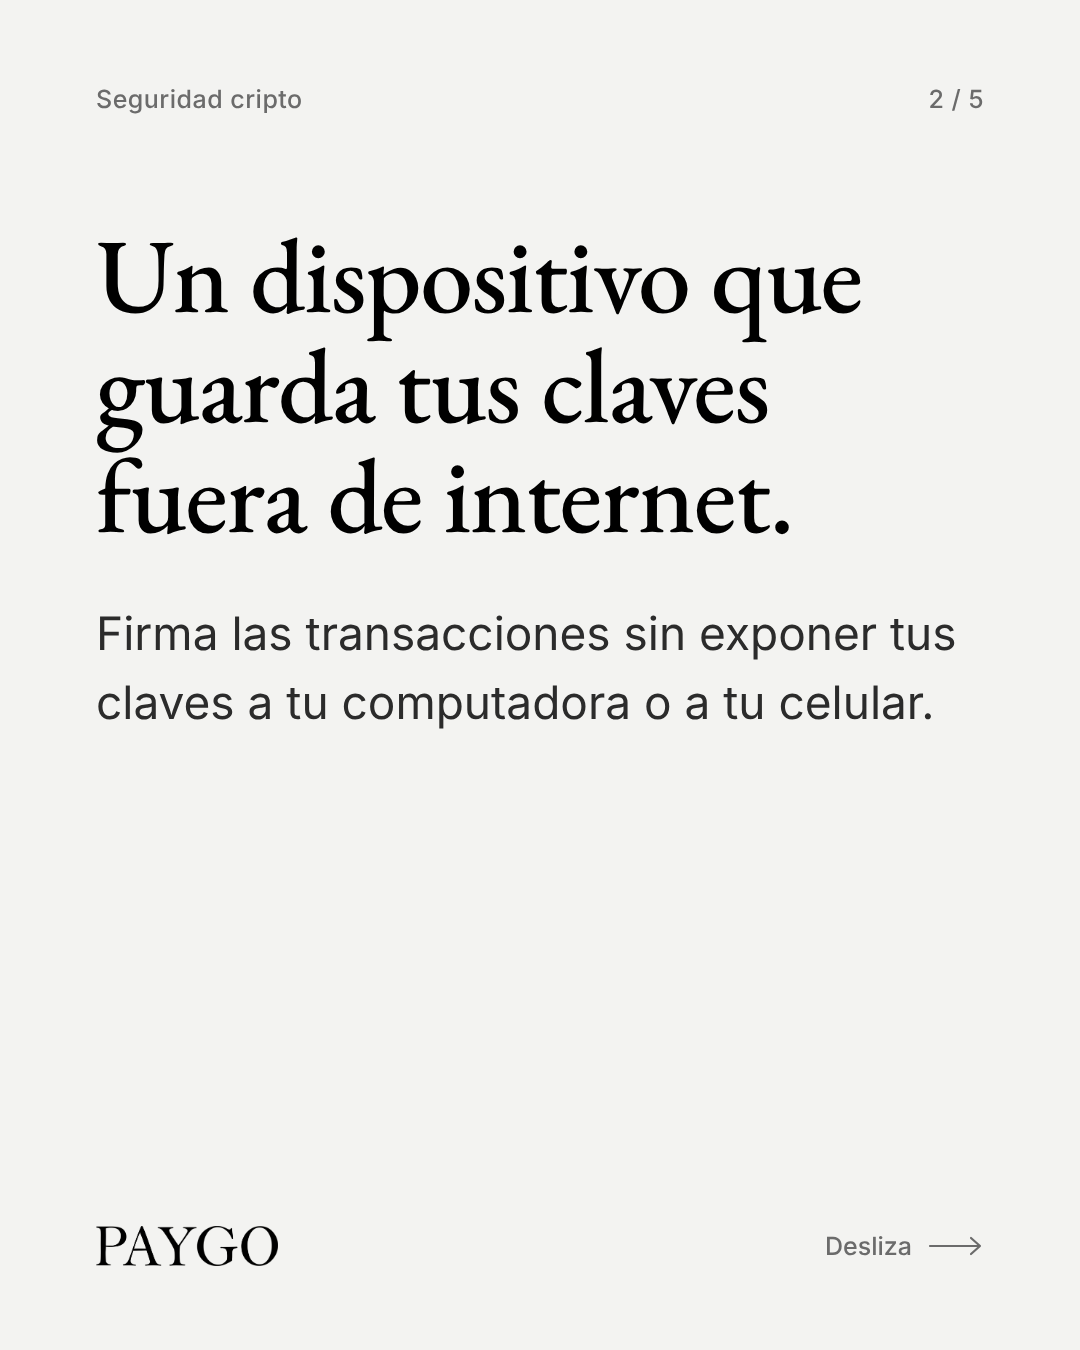 Seguridad cripto
2 / 5
Un dispositivo que
guarda tus claves
fuera de internet.
Firma las transacciones sin exponer tus
claves a tu computadora o a tu celular.
PAYGO
Desliza